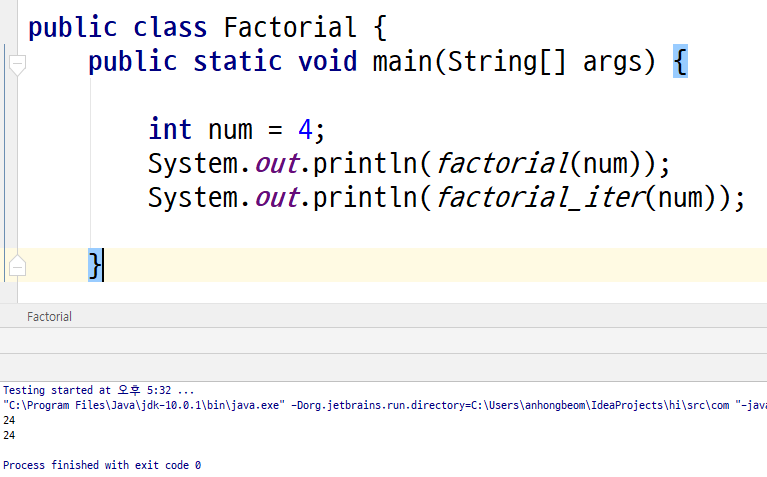 public class Factorial {
public static void main(String[] args) {
int num = 4;
System.out.println(factorial(num));
System.out.println(factorial_iter(num));
}
Factorial
Testing started at 오후 5:32 ...
"C:\Program Files\Java\jdk-10.0.1\bin\java.exe" -Dorg.jetbrains.run.directory=C:\Users\anhongbeom\IdeaProjects\hi\src\com "-java
24
24
Process finished with exit code 0